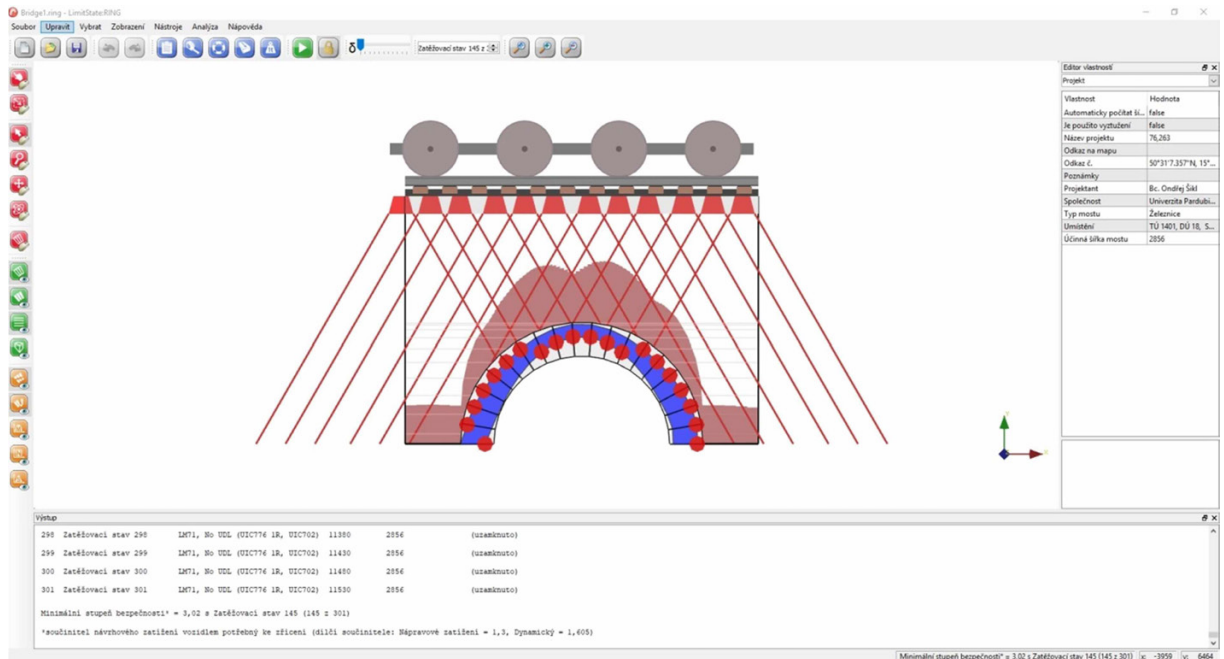 Bridge1.ring - LimitState:RING
Soubor Upravit Vybrat Zobrazení Nástroje Analýza Nápověda
δ Zatěžovací stav 145 z
Editor vlastností
Projekt
Vlastnost Hodnota
Automaticky počítat ší... false
Je použito vyztužení false
Název projektu 76,263
Odkaz na mapu
Odkaz č. 50°31'7.357"N, 15°...
Poznámky
Projektant Bc. Ondřej Šikl
Společnost Univerzita Pardubi...
Typ mostu Železnice
Umístění TÚ 1401, DÚ 18, S...
Účinná šířka mostu 2856
Výstup
298 Zatěžovací stav 298 LM71, No UDL (UIC776 1R, UIC702) 11380 2856 (uzamknuto)
299 Zatěžovací stav 299 LM71, No UDL (UIC776 1R, UIC702) 11430 2856 (uzamknuto)
300 Zatěžovací stav 300 LM71, No UDL (UIC776 1R, UIC702) 11480 2856 (uzamknuto)
301 Zatěžovací stav 301 LM71, No UDL (UIC776 1R, UIC702) 11530 2856 (uzamknuto)
Minimální stupeň bezpečnosti* = 3,02 s Zatěžovací stav 145 (145 z 301)
*součinitel návrhového zatížení vozidlem potřebný ke zřícení (dílčí součinitele: Nápravové zatížení = 1,3, Dynamický = 1,605)
Minimální stupeň bezpečnosti* = 3,02 s Zatěžovací stav 145 (145 z 301) x: -3959 y: 6464